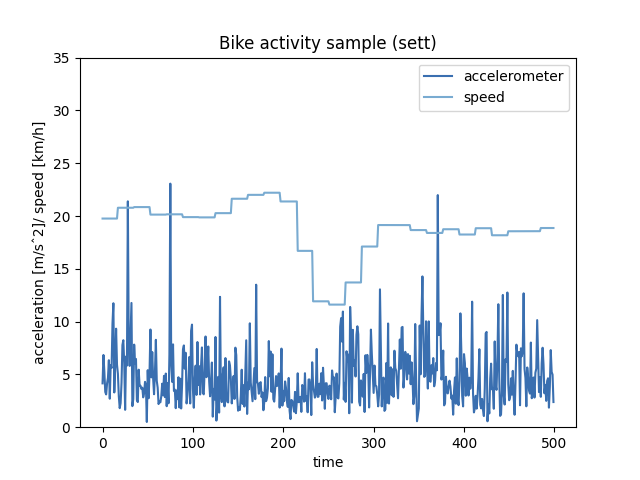 Bike activity sample (sett)
accelerometer
speed
acceleration [m/s^2]/ speed [km/h]
35
30
25
20
15
10
5
0
0
100
200
300
400
500
time